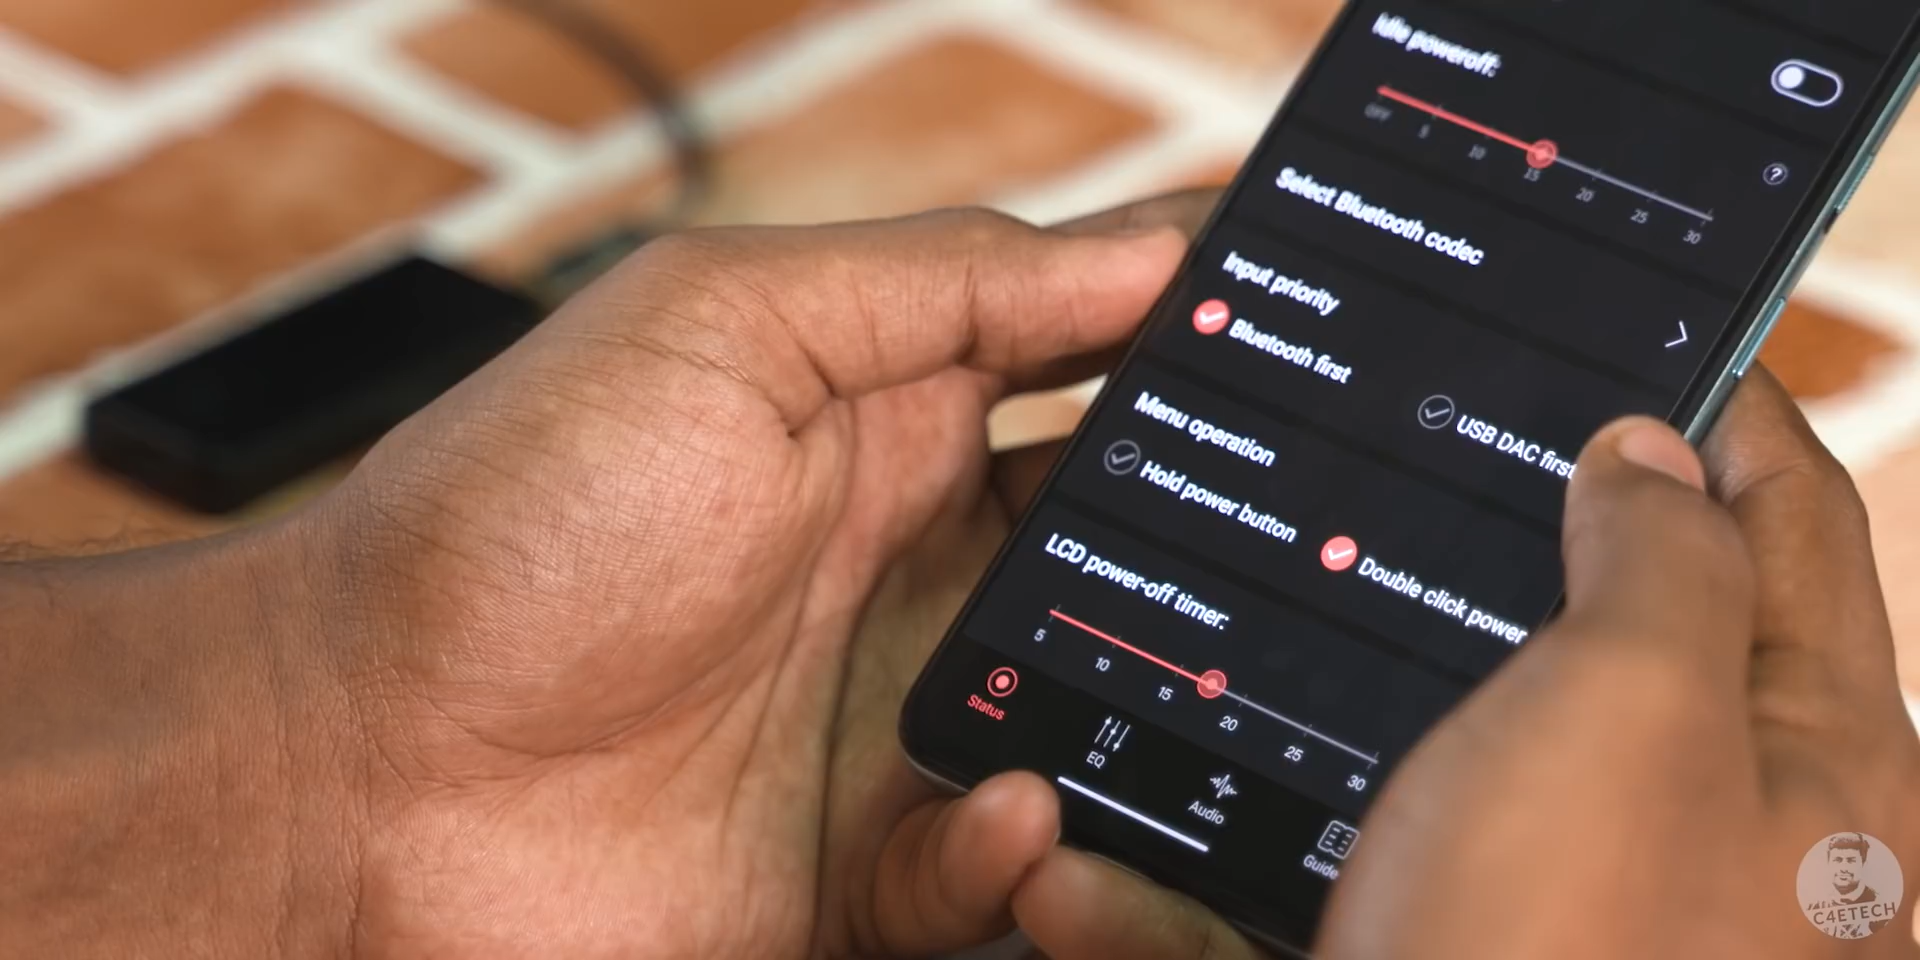 Idle poweroff:
OFF 5 10 15 20 25 30
?
Select Bluetooth codec
Input priority
Bluetooth first
USB DAC first
Menu operation
Hold power button
Double click power
LCD power-off timer:
5 10 15 20 25 30
Status
EQ
Audio
Guide
C4ETECH